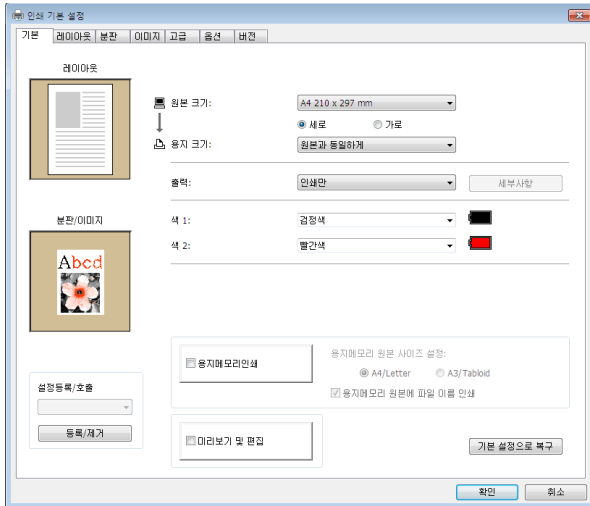 인쇄 기본 설정
기본 레이아웃 분판 이미지 고급 옵션 버전
레이아웃
원본 크기: A4 210 x 297 mm
세로 가로
용지 크기: 원본과 동일하게
출력: 인쇄만 세부사항
분판/이미지
색 1: 검정색
색 2: 빨간색
Abcd
용지메모리인쇄
용지메모리 원본 사이즈 설정:
A4/Letter A3/Tabloid
용지메모리 원본에 파일 이름 인쇄
설정등록/호출
등록/제거
미리보기 및 편집
기본 설정으로 복구
확인 취소